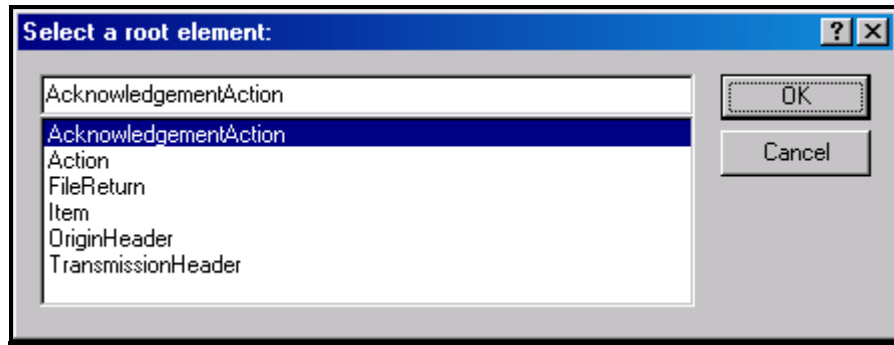 Select a root element:
AcknowledgementAction
OK
AcknowledgementAction
Action
Cancel
FileReturn
Item
OriginHeader
TransmissionHeader